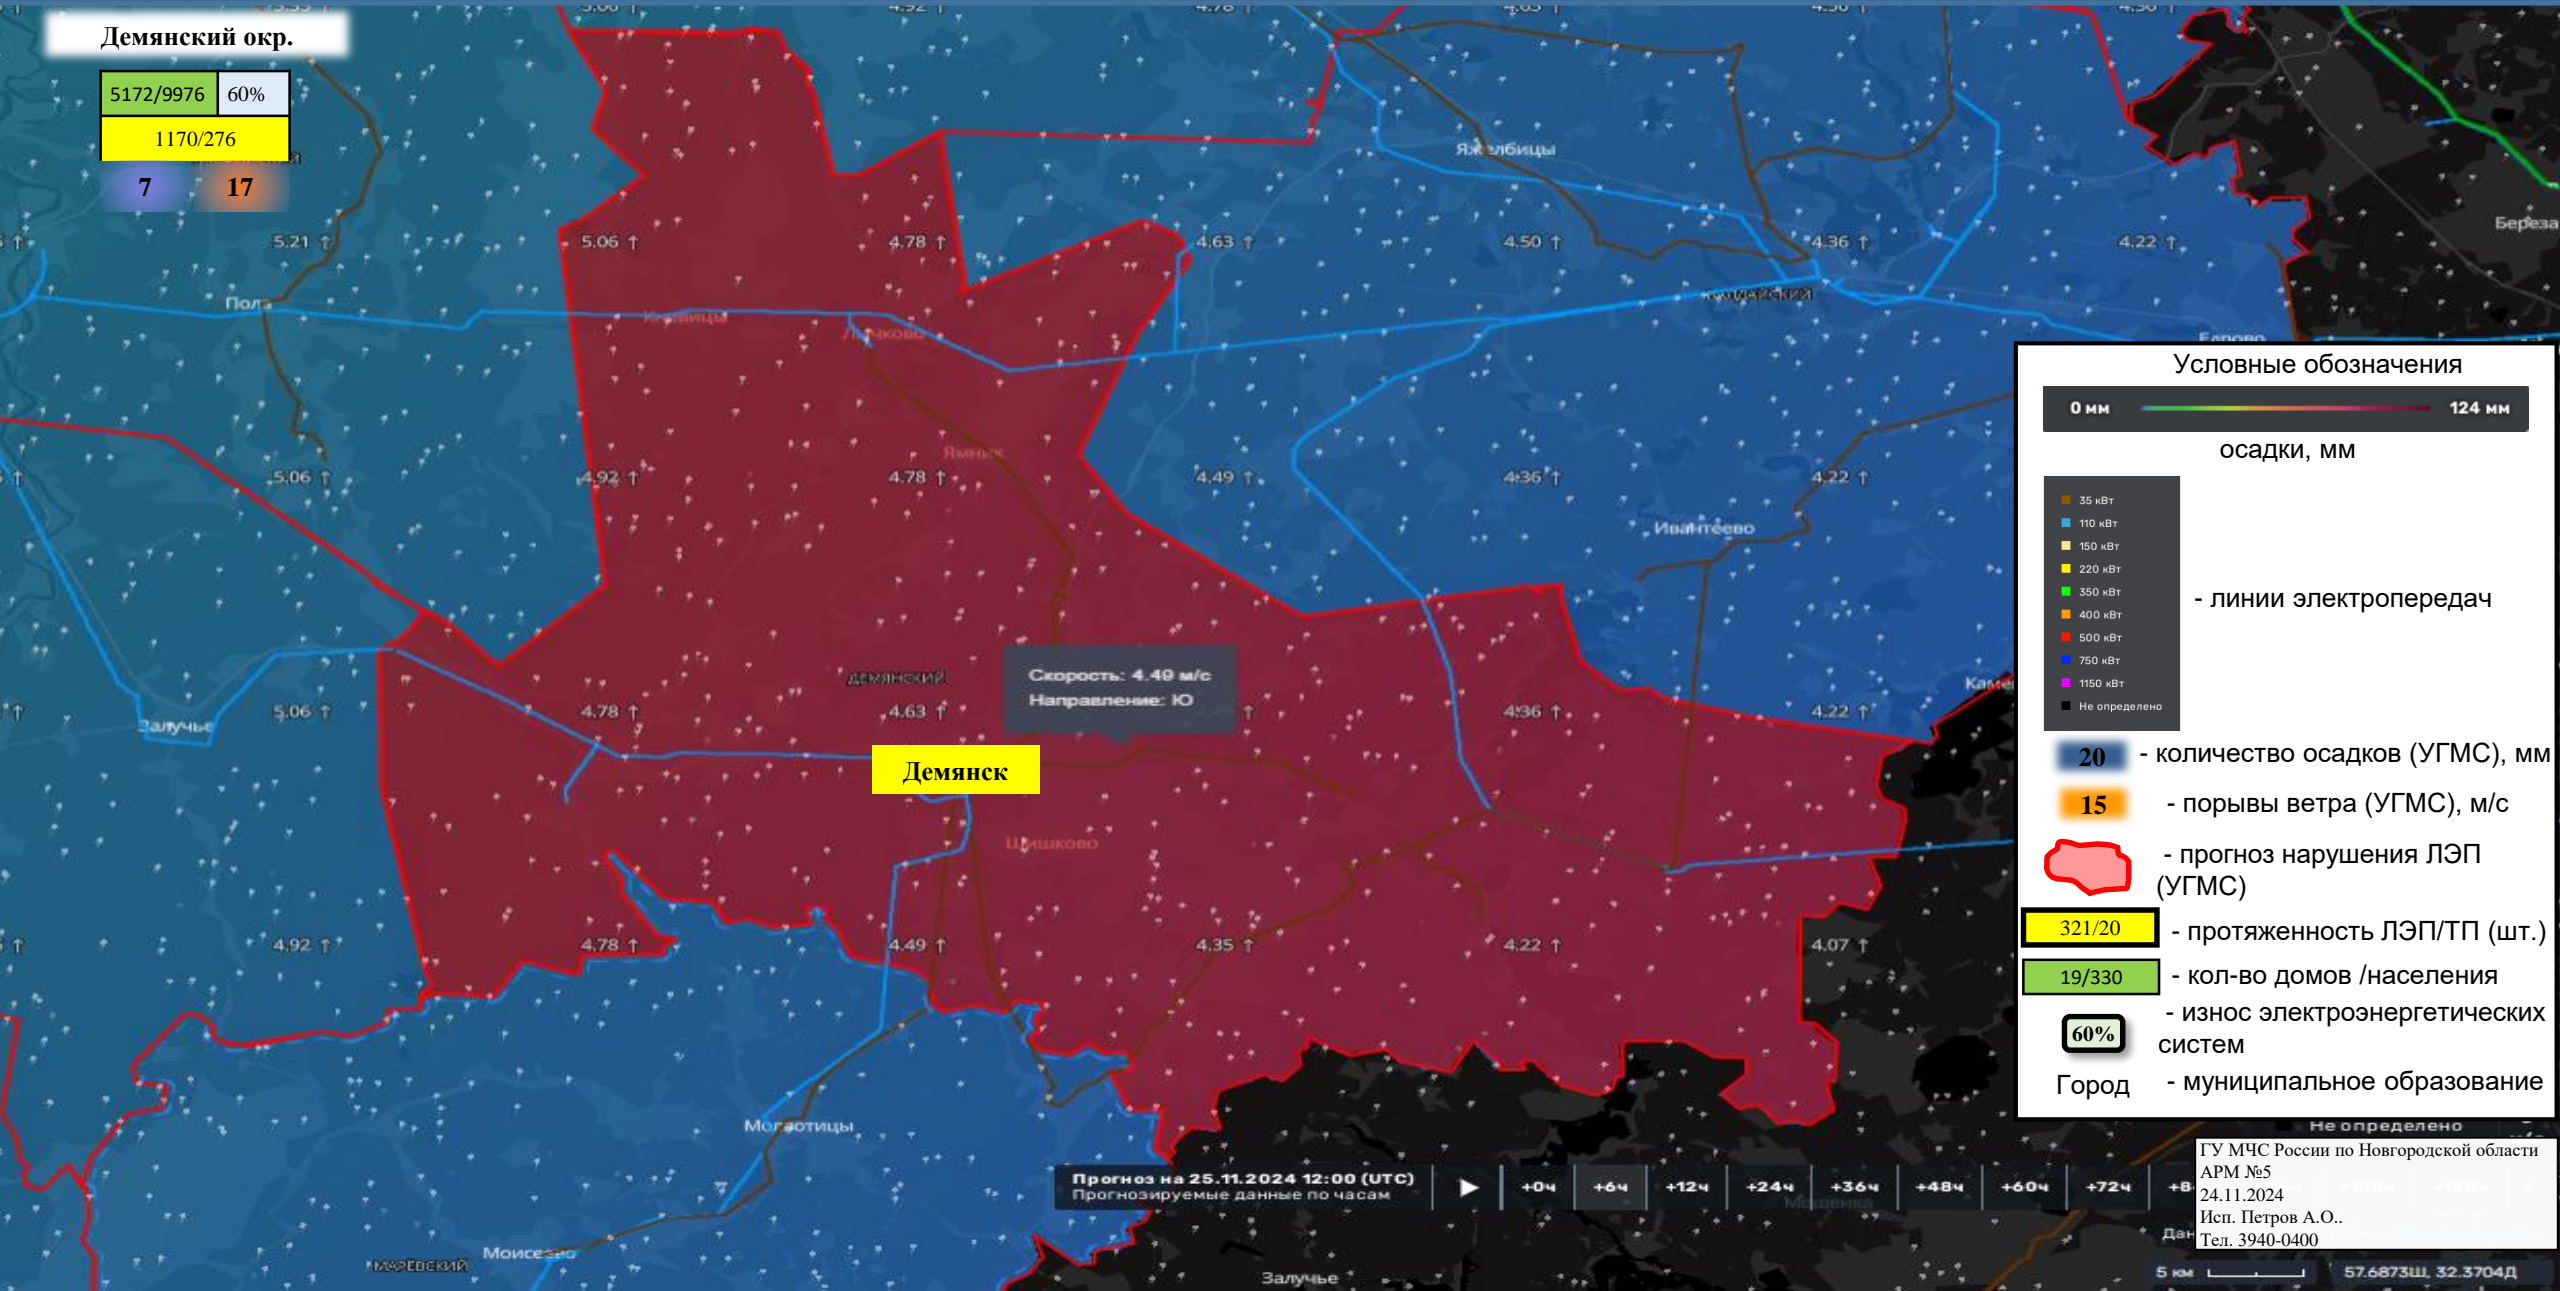 Демянский окр.
5172/9976 60%
1170/276
7 17
5.21 ↑ 5.06 ↑ 4.78 ↑ 4.63 ↑ 4.50 ↑ 4.36 ↑ 4.22 ↑
Яжелбицы
Береза
Пола
Лычково
Ямник
5.06 ↑ 4.92 ↑ 4.78 ↑ 4.49 ↑ 4.36 ↑ 4.22 ↑
Ивантеево
ДЕМЯНСКИЙ
Скорость: 4.49 м/с
Направление: Ю
5.06 ↑ 4.78 ↑ 4.63 ↑ 4.36 ↑ 4.22 ↑
Залучье
Демянск
Шишково
4.92 ↑ 4.78 ↑ 4.49 ↑ 4.35 ↑ 4.22 ↑ 4.07 ↑
Молвотицы
Моисеево
МАРЁВСКИЙ
Залучье
Мошенка
Условные обозначения
0 мм 124 мм
осадки, мм
35 кВт
110 кВт
150 кВт
220 кВт
350 кВт
400 кВт
500 кВт
750 кВт
1150 кВт
Не определено
- линии электропередач
20 - количество осадков (УГМС), мм
15 - порывы ветра (УГМС), м/с
- прогноз нарушения ЛЭП
(УГМС)
321/20 - протяженность ЛЭП/ТП (шт.)
19/330 - кол-во домов /населения
- износ электроэнергетических
60% систем
Город - муниципальное образование
Не определено
Прогноз на 25.11.2024 12:00 (UTC)
Прогнозируемые данные по часам
+0ч +6ч +12ч +24ч +36ч +48ч +60ч +72ч +8
ГУ МЧС России по Новгородской области
АРМ №5
24.11.2024
Исп. Петров А.О..
Тел. 3940-0400
Дан
5 км 57.6873Ш, 32.3704Д